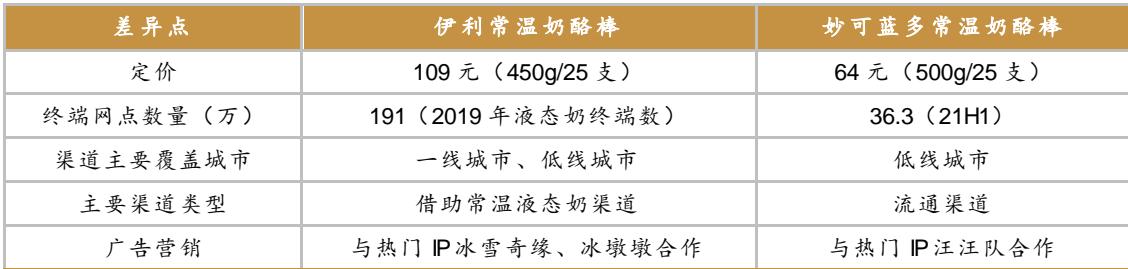 差异点 伊利常温奶酪棒 妙可蓝多常温奶酪棒
定价 109 元（450g/25 支） 64 元（500g/25 支）
终端网点数量（万） 191（2019 年液态奶终端数） 36.3（21H1）
渠道主要覆盖城市 一线城市、低线城市 低线城市
主要渠道类型 借助常温液态奶渠道 流通渠道
广告营销 与热门 IP 冰雪奇缘、冰墩墩合作 与热门 IP 汪汪队合作